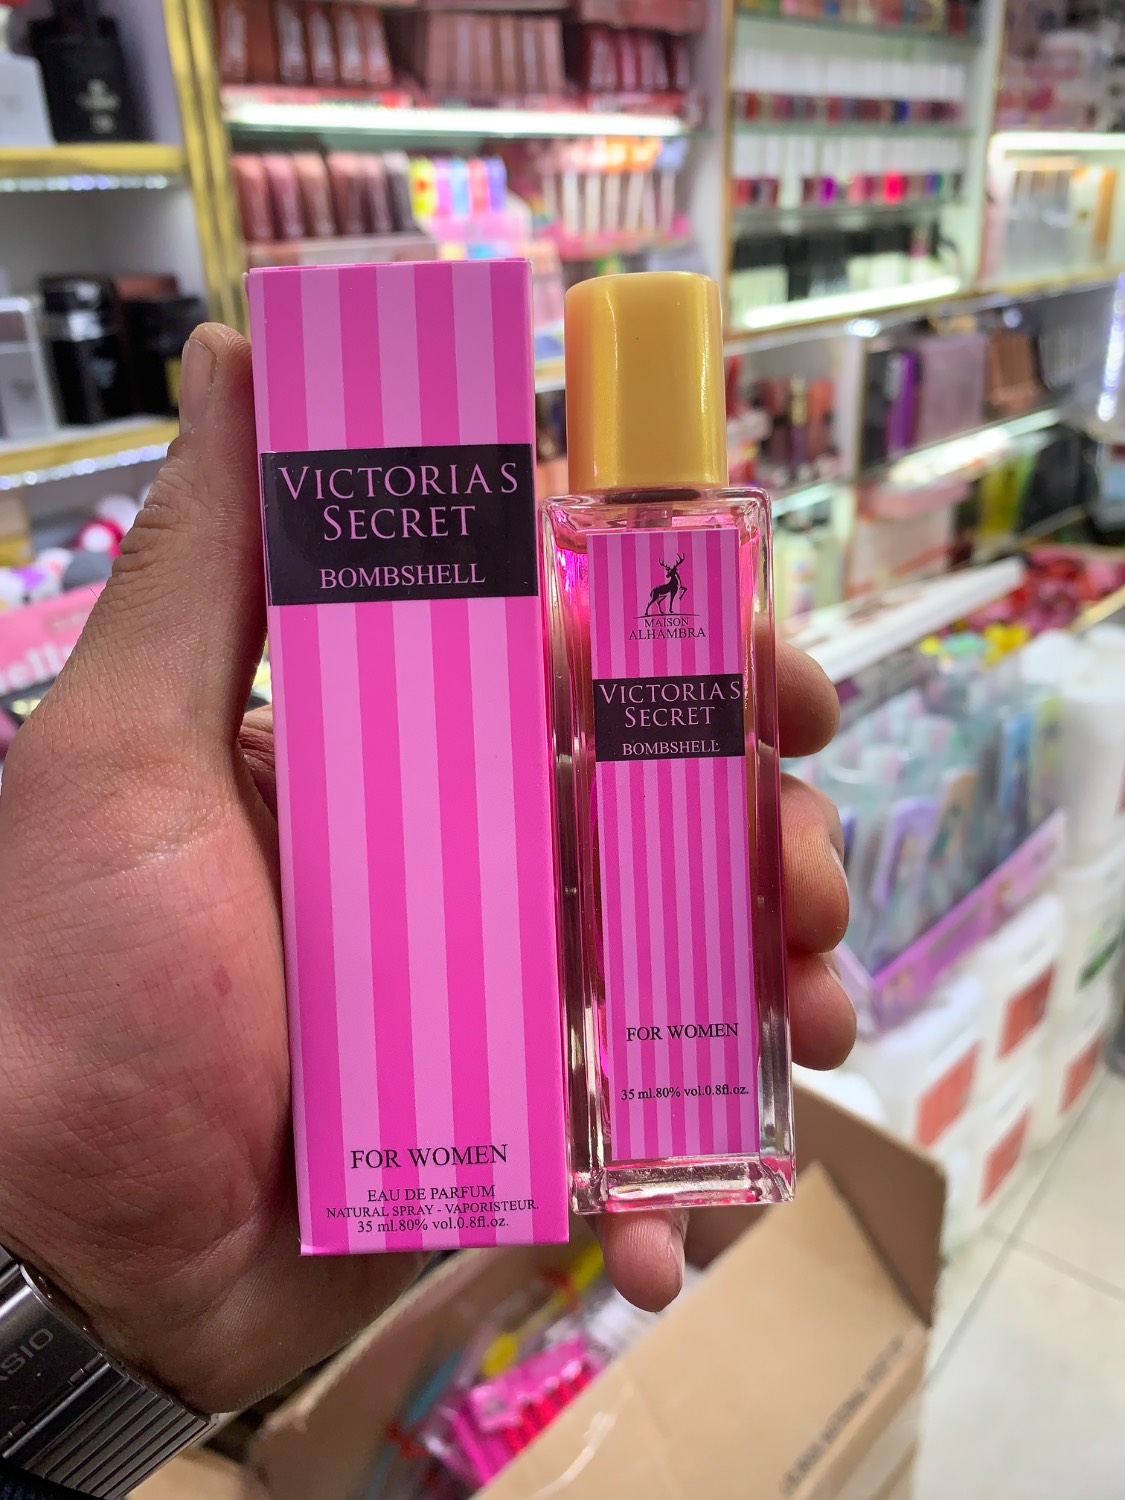 VICTORIAS
SECRET
BOMBSHELL
FOR WOMEN
EAU DE PARFUM
NATURAL SPRAY - VAPORISTEUR.
35 ml.80% vol.0.8fl.oz.
MAISON
ALHAMBRA
VICTORIAS
SECRET
BOMBSHELL
FOR WOMEN
35 ml.80% vol.0.8fl.oz.